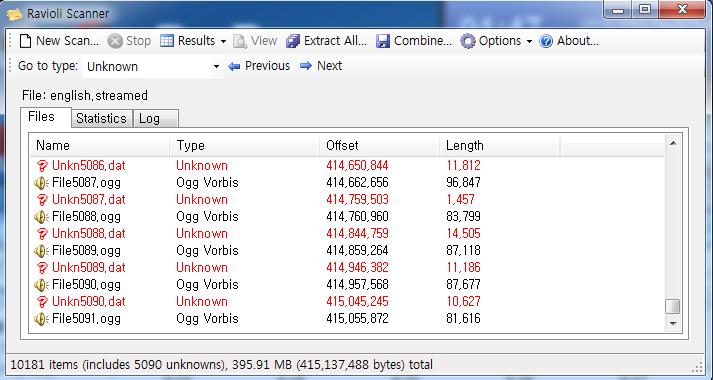 Ravioli Scanner
New Scan... Stop Results View Extract All... Combine... Options About...
Go to type: Unknown Previous Next
File: english,streamed
Files Statistics Log
Name Type Offset Length
Unkn5086,dat Unknown 414,650,844 11,812
File5087,ogg Ogg Vorbis 414,662,656 96,847
Unkn5087,dat Unknown 414,759,503 1,457
File5088,ogg Ogg Vorbis 414,760,960 83,799
Unkn5088,dat Unknown 414,844,759 14,505
File5089,ogg Ogg Vorbis 414,859,264 87,118
Unkn5089,dat Unknown 414,946,382 11,186
File5090,ogg Ogg Vorbis 414,957,568 87,677
Unkn5090,dat Unknown 415,045,245 10,627
File5091,ogg Ogg Vorbis 415,055,872 81,616
10181 items (includes 5090 unknowns), 395.91 MB (415,137,488 bytes) total